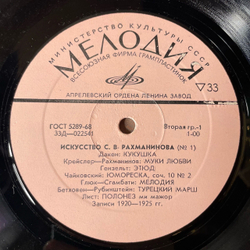 МИНИСТЕРСТВО КУЛЬТУРЫ СССР
МЕЛОДИЯ
ВСЕСОЮЗНАЯ ФИРМА ГРАМПЛАСТИНОК
▽33
АПРЕЛЕВСКИЙ ОРДЕНА ЛЕНИНА ЗАВОД
ГОСТ 5289-68 Вторая гр.-1
33Д—022541 1-00
ИСКУССТВО С. В. РАХМАНИНОВА (№ 1)
Дакен: КУКУШКА
Крейслер—Рахманинов: МУКИ ЛЮБВИ
Гензельт: ЭТЮД
Чайковский: ЮМОРЕСКА, соч. 10 № 2
Глюк—Сгамбати: МЕЛОДИЯ
Бетховен—Рубинштейн: ТУРЕЦКИЙ МАРШ
Лист: ПОЛОНЕЗ ми мажор
Записи 1920—1925 гг.